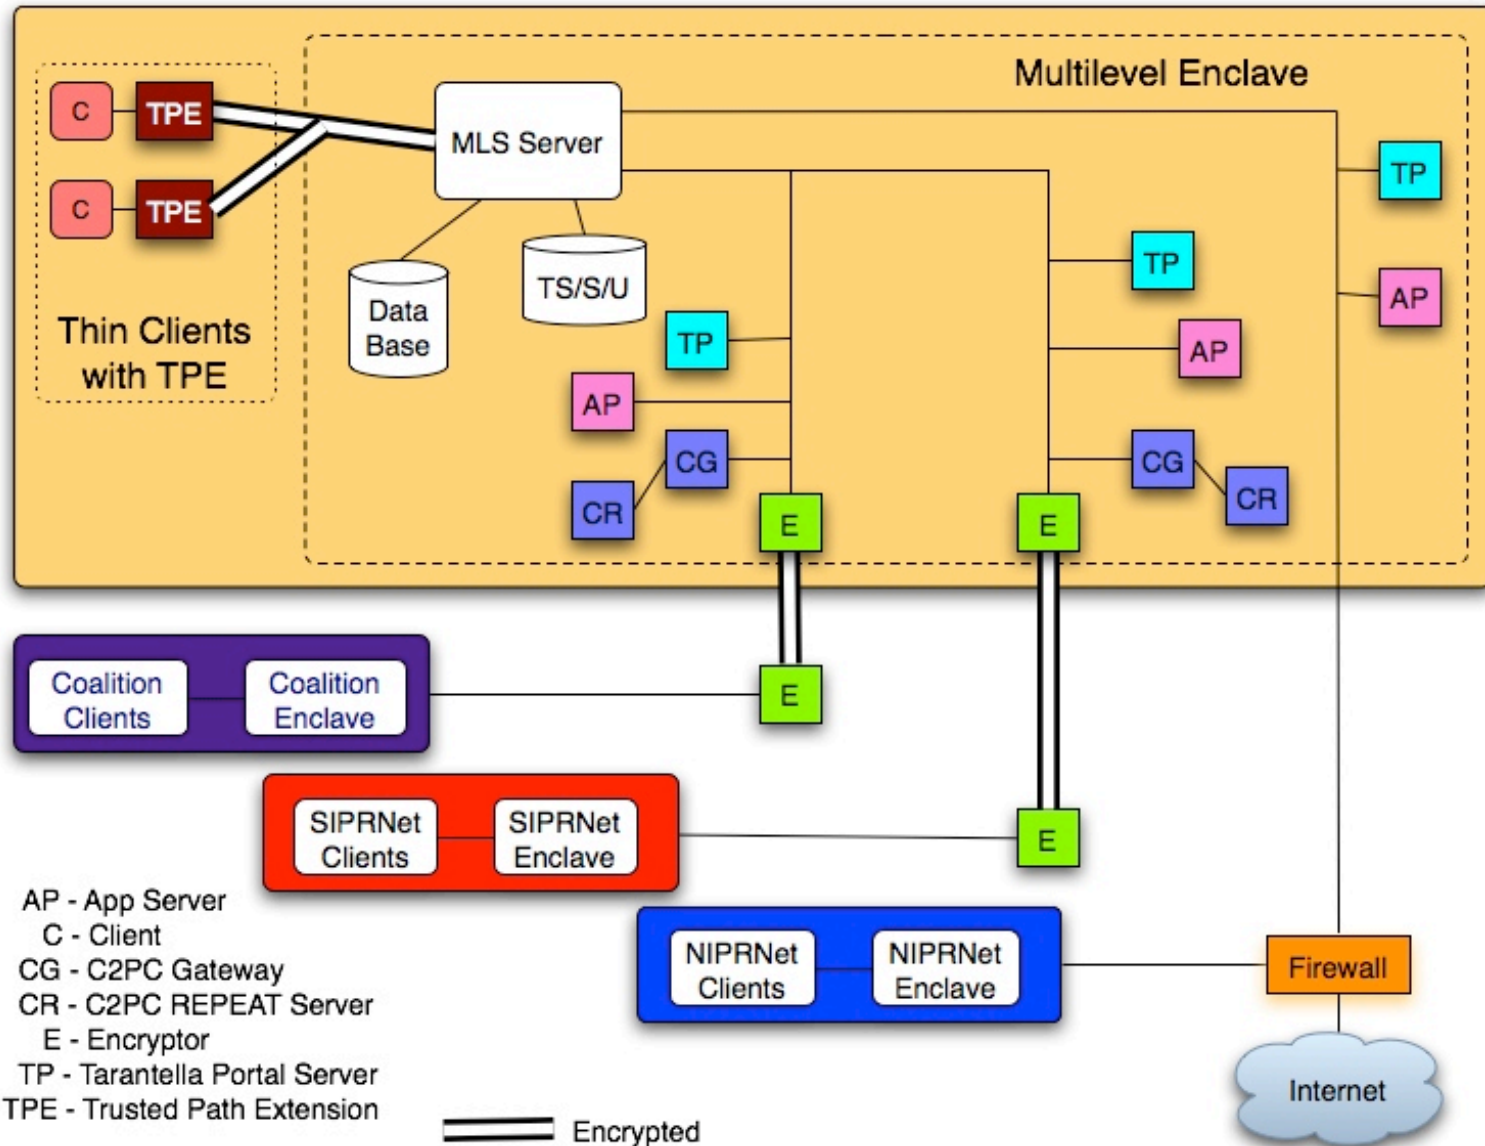 Multilevel Enclave
C
TPE
MLS Server
TP
C
TPE
TP
TS/S/U
AP
Data
Base
Thin Clients
with TPE
TP
AP
AP
CG
CG
CR
CR
E
E
Coalition
Clients
Coalition
Enclave
E
SIPRNet
Clients
SIPRNet
Enclave
E
AP - App Server
C - Client
CG - C2PC Gateway
CR - C2PC REPEAT Server
E - Encryptor
TP - Tarantella Portal Server
TPE - Trusted Path Extension
NIPRNet
Clients
NIPRNet
Enclave
Firewall
Internet
Encrypted